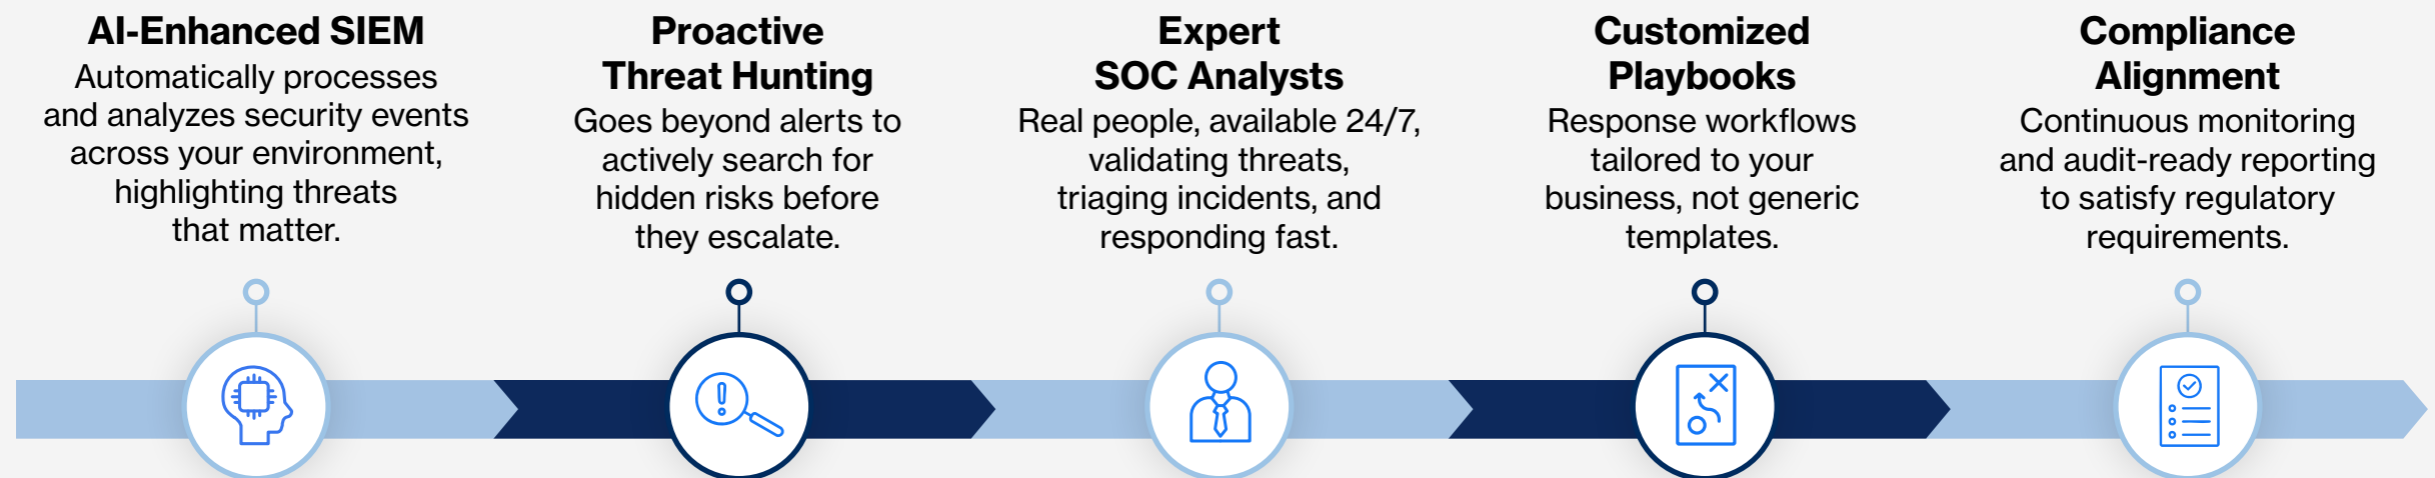 AI-Enhanced SIEM
Automatically processes
and analyzes security events
across your environment,
highlighting threats
that matter.
Proactive
Threat Hunting
Goes beyond alerts to
actively search for
hidden risks before
they escalate.
Expert
SOC Analysts
Real people, available 24/7,
validating threats,
triaging incidents, and
responding fast.
Customized
Playbooks
Response workflows
tailored to your
business, not generic
templates.
Compliance
Alignment
Continuous monitoring
and audit-ready reporting
to satisfy regulatory
requirements.